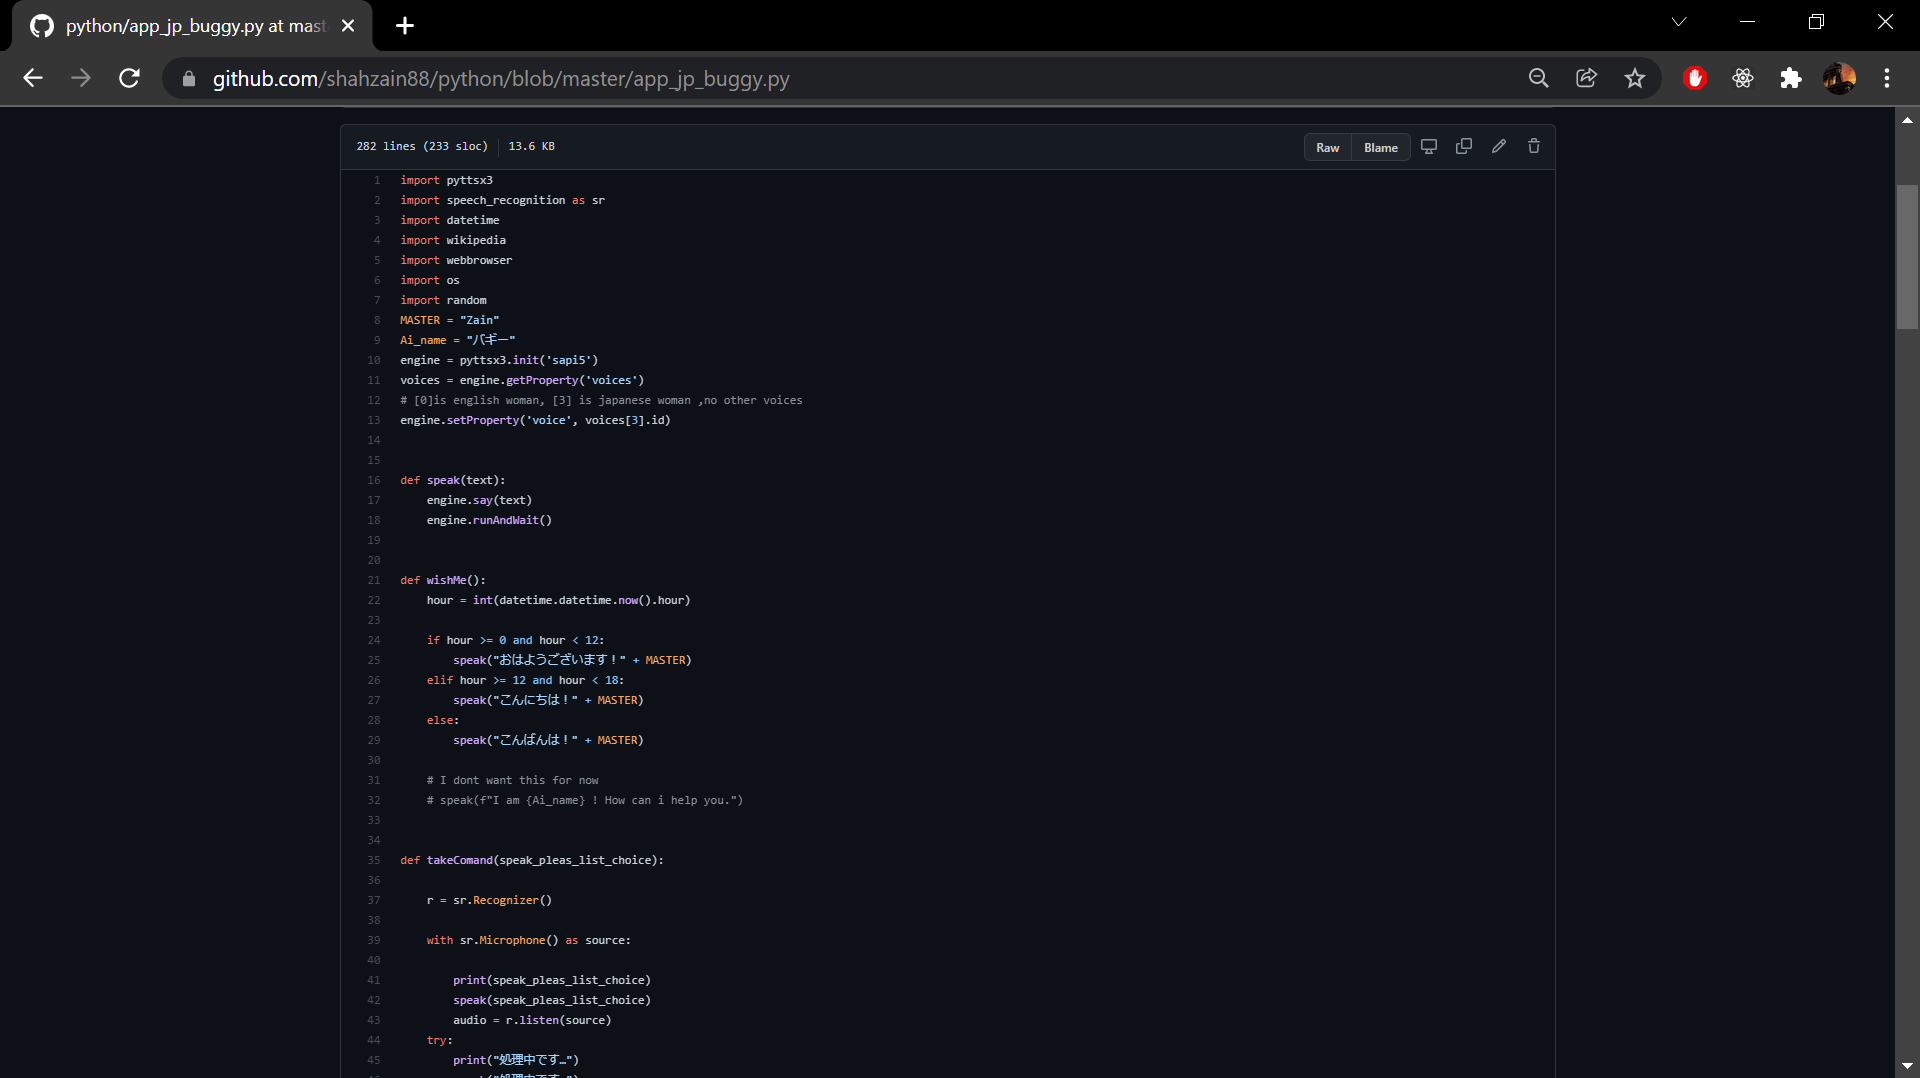 python/app_jp_buggy.py at mast
github.com/shahzain88/python/blob/master/app_jp_buggy.py
282 lines (233 sloc) 13.6 KB
Raw Blame
1 import pyttsx3
2 import speech_recognition as sr
3 import datetime
4 import wikipedia
5 import webbrowser
6 import os
7 import random
8 MASTER = "Zain"
9 Ai_name = "バギー"
10 engine = pyttsx3.init('sapi5')
11 voices = engine.getProperty('voices')
12 # [0]is english woman, [3] is japanese woman ,no other voices
13 engine.setProperty('voice', voices[3].id)
14
15
16 def speak(text):
17 engine.say(text)
18 engine.runAndWait()
19
20
21 def wishMe():
22 hour = int(datetime.datetime.now().hour)
23
24 if hour >= 0 and hour < 12:
25 speak("おはようございます！" + MASTER)
26 elif hour >= 12 and hour < 18:
27 speak("こんにちは！" + MASTER)
28 else:
29 speak("こんばんは！" + MASTER)
30
31 # I dont want this for now
32 # speak(f"I am {Ai_name} ! How can i help you.")
33
34
35 def takeComand(speak_pleas_list_choice):
36
37 r = sr.Recognizer()
38
39 with sr.Microphone() as source:
40
41 print(speak_pleas_list_choice)
42 speak(speak_pleas_list_choice)
43 audio = r.listen(source)
44 try:
45 print("処理中です…")